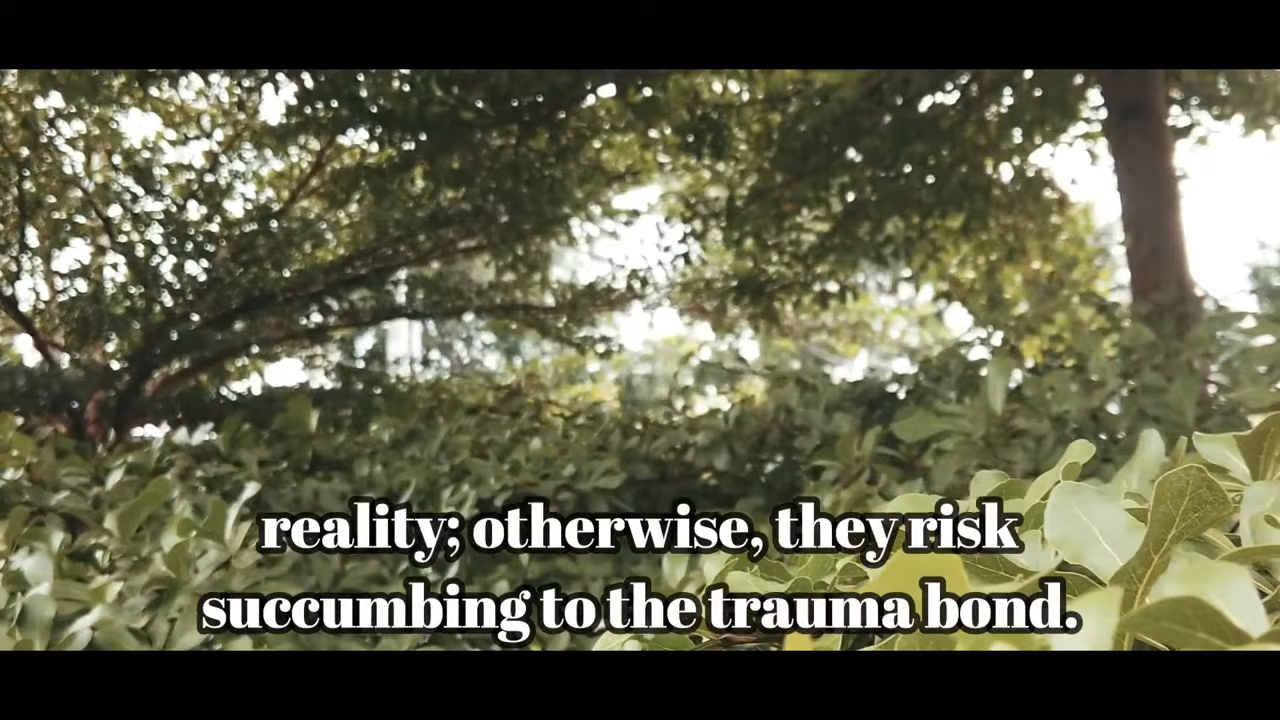 reality; otherwise, they risk
succumbing to the trauma bond.